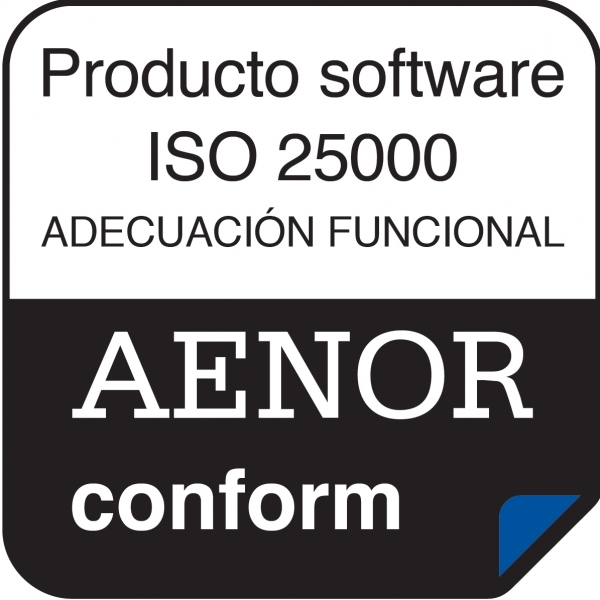 Producto software
ISO 25000
ADECUACIÓN FUNCIONAL
AENOR
conform